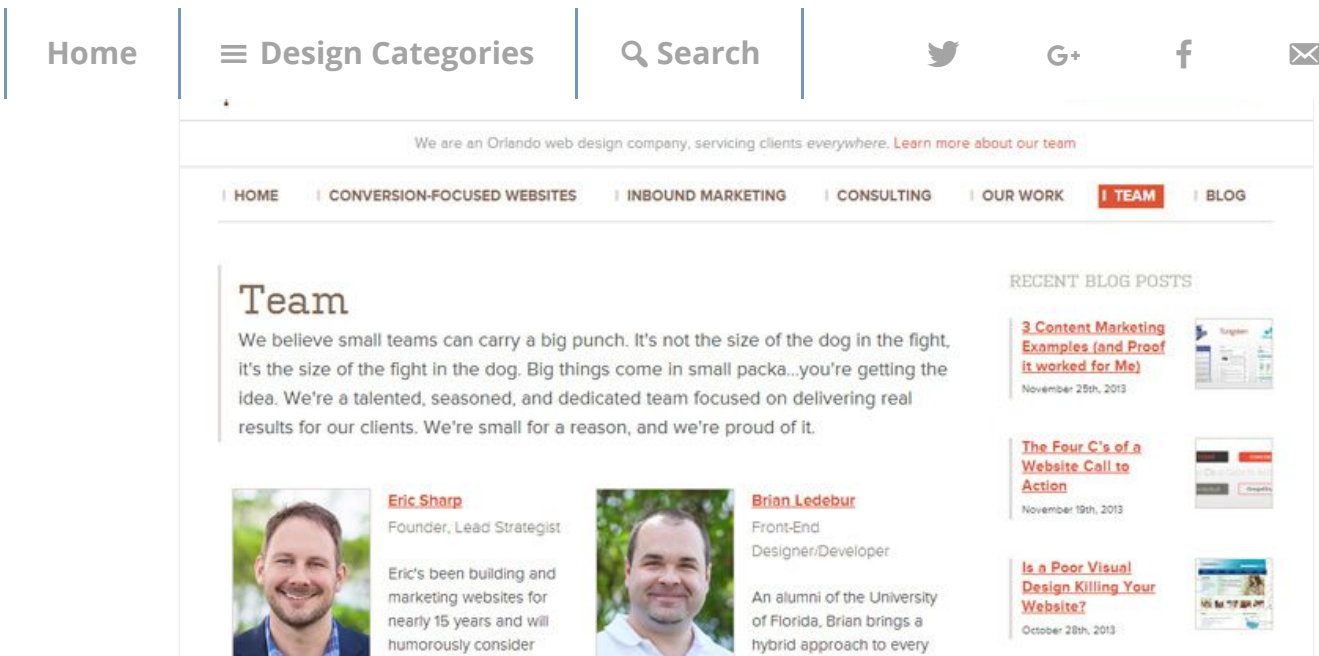 Home
Design Categories
Search
G+
We are an Orlando web design company, servicing clients everywhere. Learn more about our team
HOME
CONVERSION-FOCUSED WEBSITES
INBOUND MARKETING
CONSULTING
OUR WORK
TEAM
BLOG
Team
We believe small teams can carry a big punch. It's not the size of the dog in the fight,
it's the size of the fight in the dog. Big things come in small packa...you're getting the
idea. We're a talented, seasoned, and dedicated team focused on delivering real
results for our clients. We're small for a reason, and we're proud of it.
Eric Sharp
Founder, Lead Strategist
Eric's been building and
marketing websites for
nearly 15 years and will
humorously consider
Brian Ledebur
Front-End
Designer/Developer
An alumni of the University
of Florida, Brian brings a
hybrid approach to every
RECENT BLOG POSTS
3 Content Marketing
Examples (and Proof
it worked for Me)
November 25th, 2013
Tungsten
The Four C's of a
Website Call to
Action
November 19th, 2013
Is a Poor Visual
Design Killing Your
Website?
October 28th, 2013